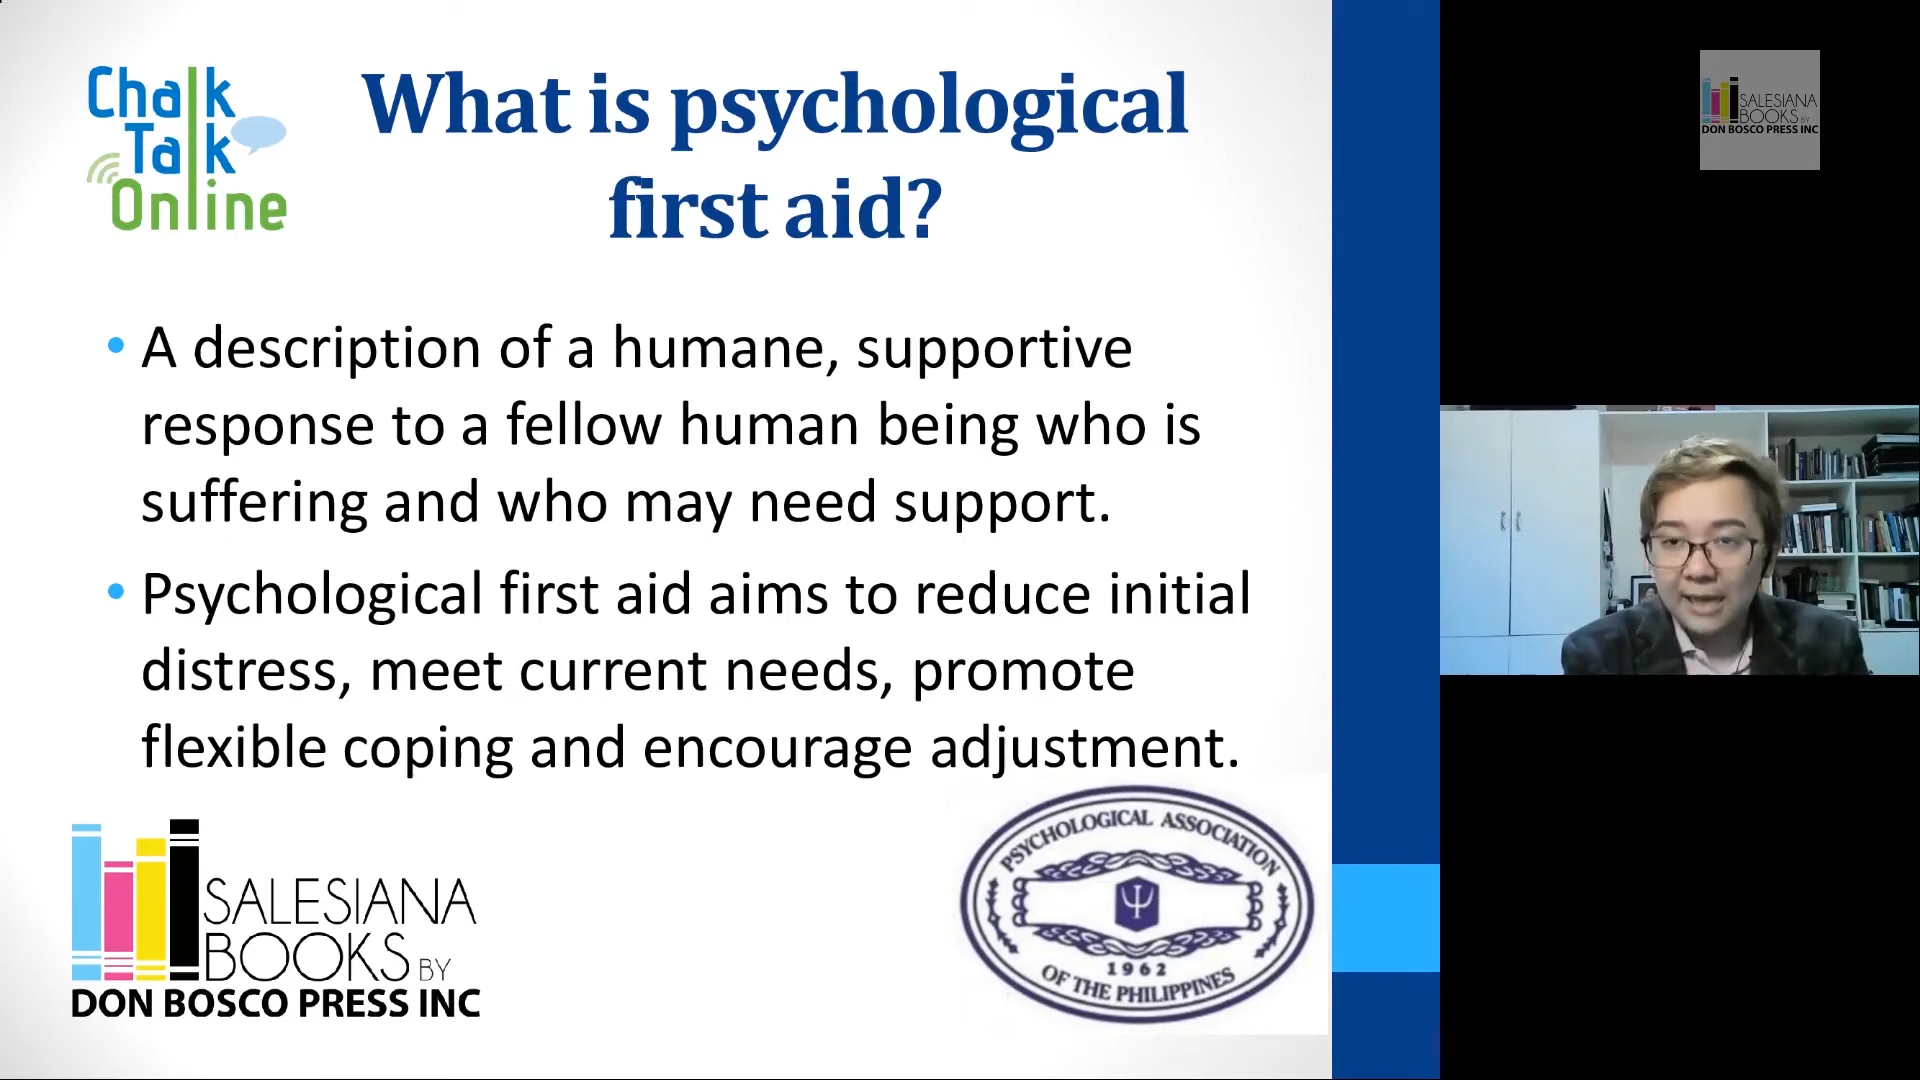 Chalk
Talk
Online
What is psychological
first aid?
• A description of a humane, supportive
response to a fellow human being who is
suffering and who may need support.
• Psychological first aid aims to reduce initial
distress, meet current needs, promote
flexible coping and encourage adjustment.
SALESIANA
BOOKS BY
DON BOSCO PRESS INC
PSYCHOLOGICAL ASSOCIATION
Ψ
1962
OF THE PHILIPPINES
SALESIANA
BOOKS BY
DON BOSCO PRESS INC